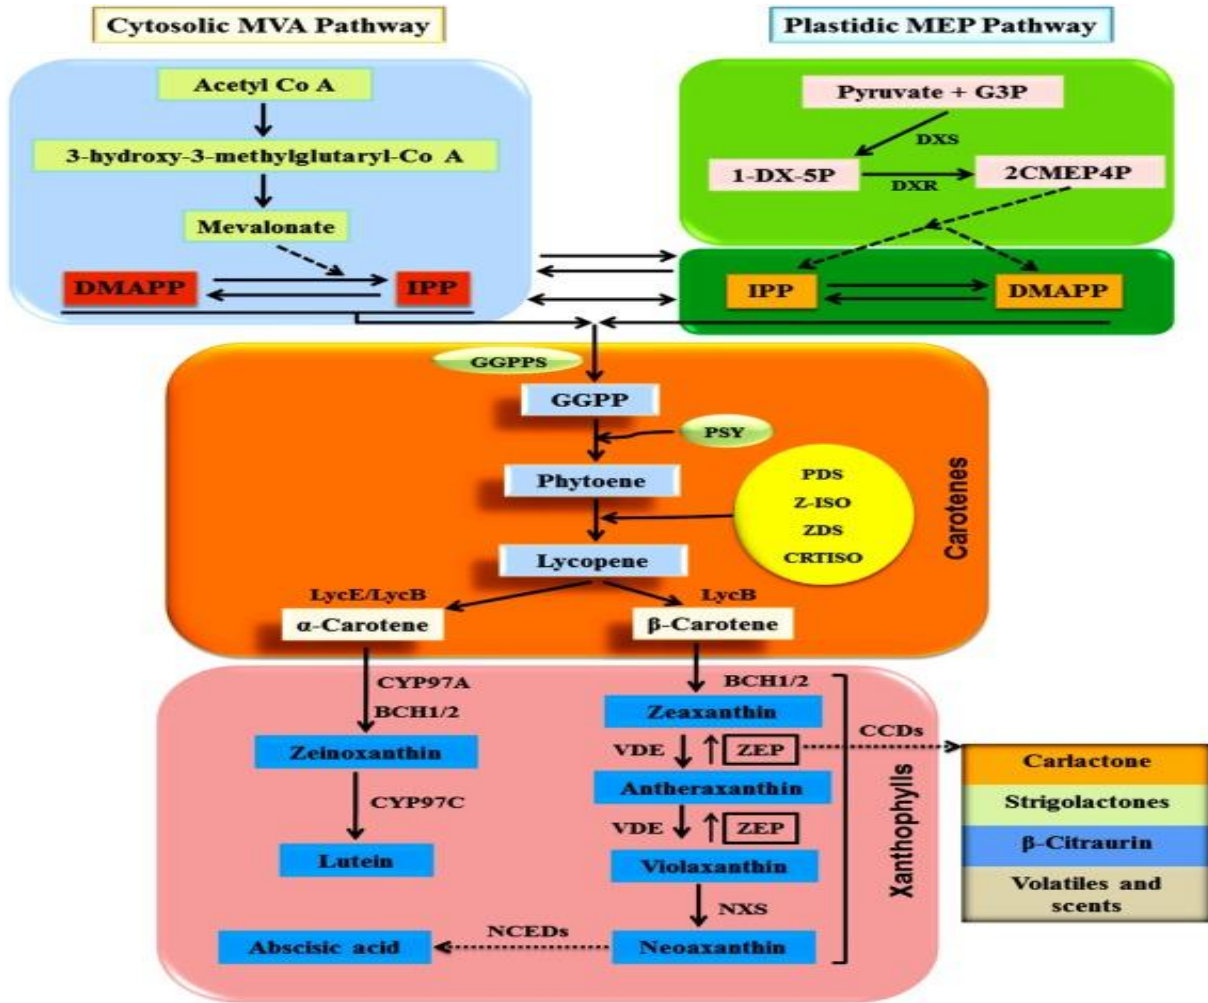 Cytosolic MVA Pathway
Plastidic MEP Pathway
Acetyl Co A
3-hydroxy-3-methylglutaryl-Co A
Mevalonate
DMAPP
IPP
Pyruvate + G3P
DXS
1-DX-5P
DXR
2CMEP4P
IPP
DMAPP
GGPPS
GGPP
PSY
Phytoene
PDS
Z-ISO
ZDS
CRTISO
Lycopene
Carotenes
LycE/LycB
LycB
α-Carotene
β-Carotene
CYP97A
BCH1/2
Zeinoxanthin
CYP97C
Lutein
BCH1/2
Zeaxanthin
VDE
ZEP
CCDs
Antheraxanthin
VDE
ZEP
Violaxanthin
NXS
Neoaxanthin
NCEDs
Abscisic acid
Xanthophylls
Carlactone
Strigolactones
β-Citraurin
Volatiles and
scents